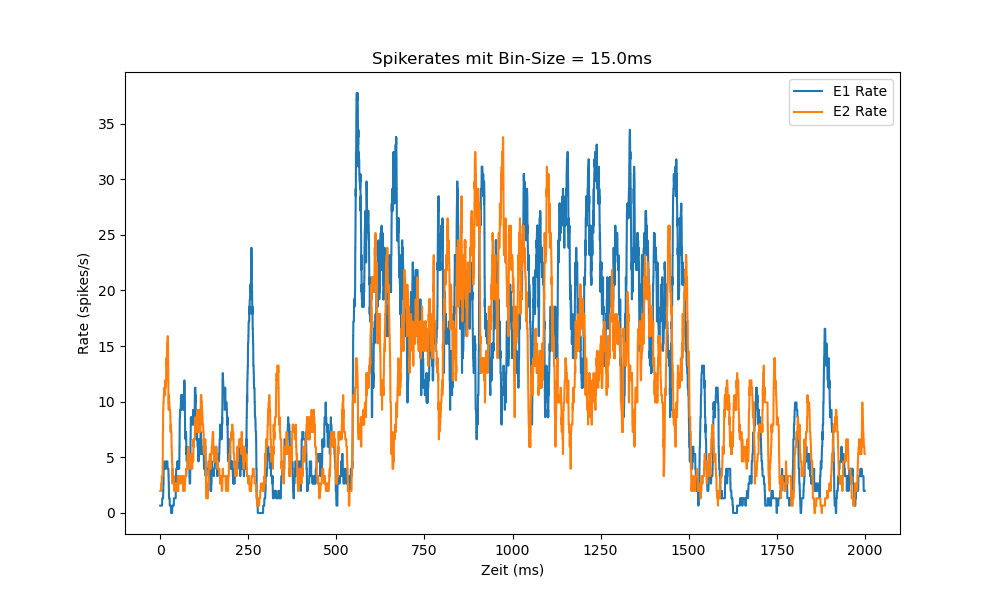 Spikerates mit Bin-Size = 15.0ms
E1 Rate
E2 Rate
Rate (spikes/s)
35
30
25
20
15
10
5
0
0 250 500 750 1000 1250 1500 1750 2000
Zeit (ms)